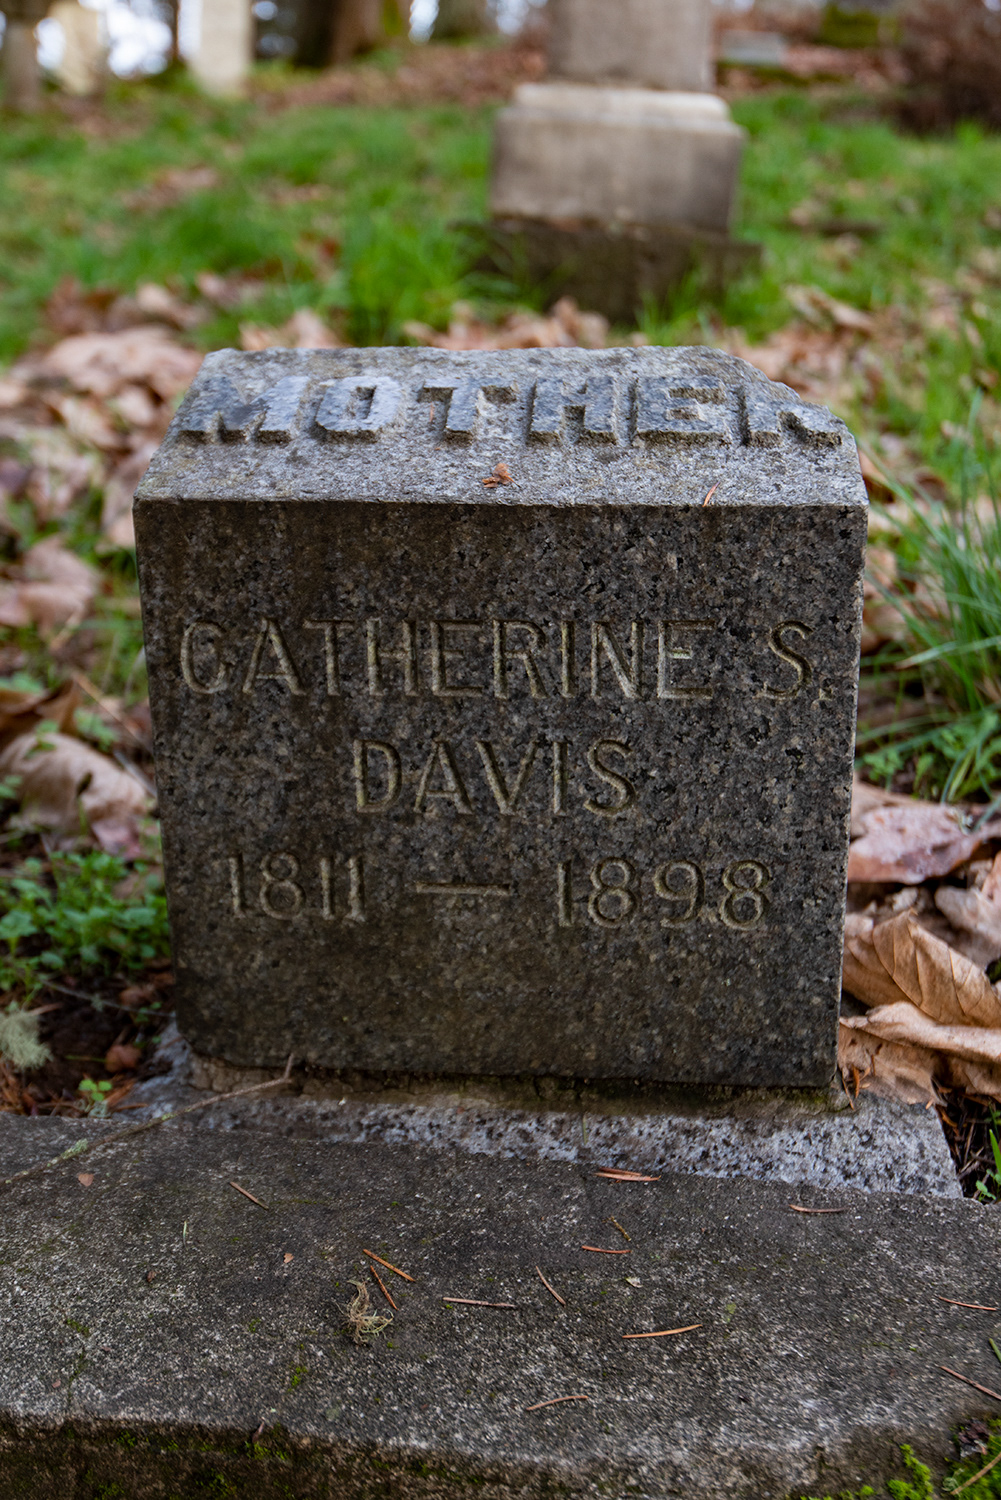 MOTHER
CATHERINE S.
DAVIS
1811 — 1898